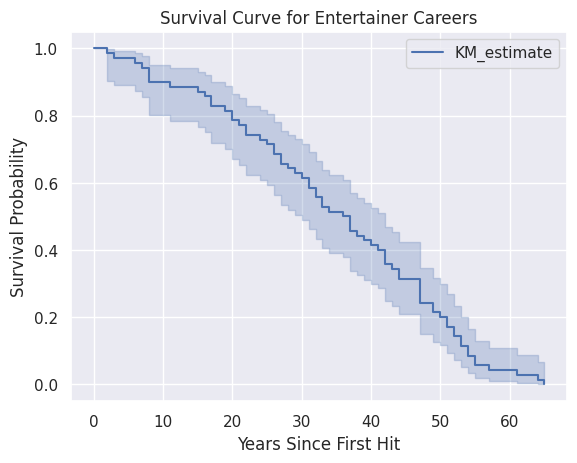 Survival Curve for Entertainer Careers
KM_estimate
Survival Probability
1.0
0.8
0.6
0.4
0.2
0.0
0 10 20 30 40 50 60
Years Since First Hit